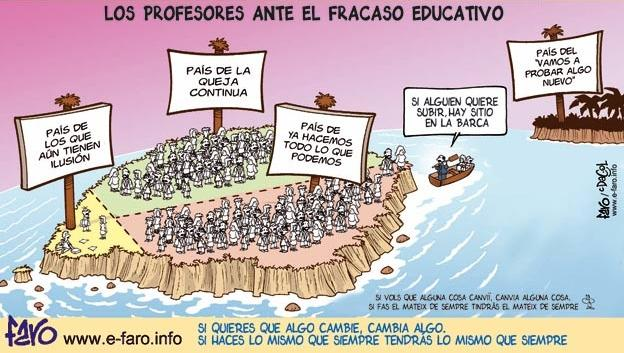 LOS PROFESORES ANTE EL FRACASO EDUCATIVO
PAÍS DE
LOS QUE
AÚN TIENEN
ILUSIÓN
PAÍS DE LA
QUEJA
CONTINUA
PAÍS DE
YA HACEMOS
TODO LO QUE
PODEMOS
SI ALGUIEN QUIERE
SUBIR, HAY SITIO
EN LA BARCA
PAÍS DEL
"VAMOS A
PROBAR ALGO
NUEVO"
www.e-faro.info
SI VOLS QUE ALGUNA COSA CANVIÏ, CANVIA ALGUNA COSA.
SI FAS EL MATEIX DE SEMPRE TINDRÀS EL MATEIX DE SEMPRE
FARO www.e-faro.info
SI QUIERES QUE ALGO CAMBIE, CAMBIA ALGO.
SI HACES LO MISMO QUE SIEMPRE TENDRÁS LO MISMO QUE SIEMPRE